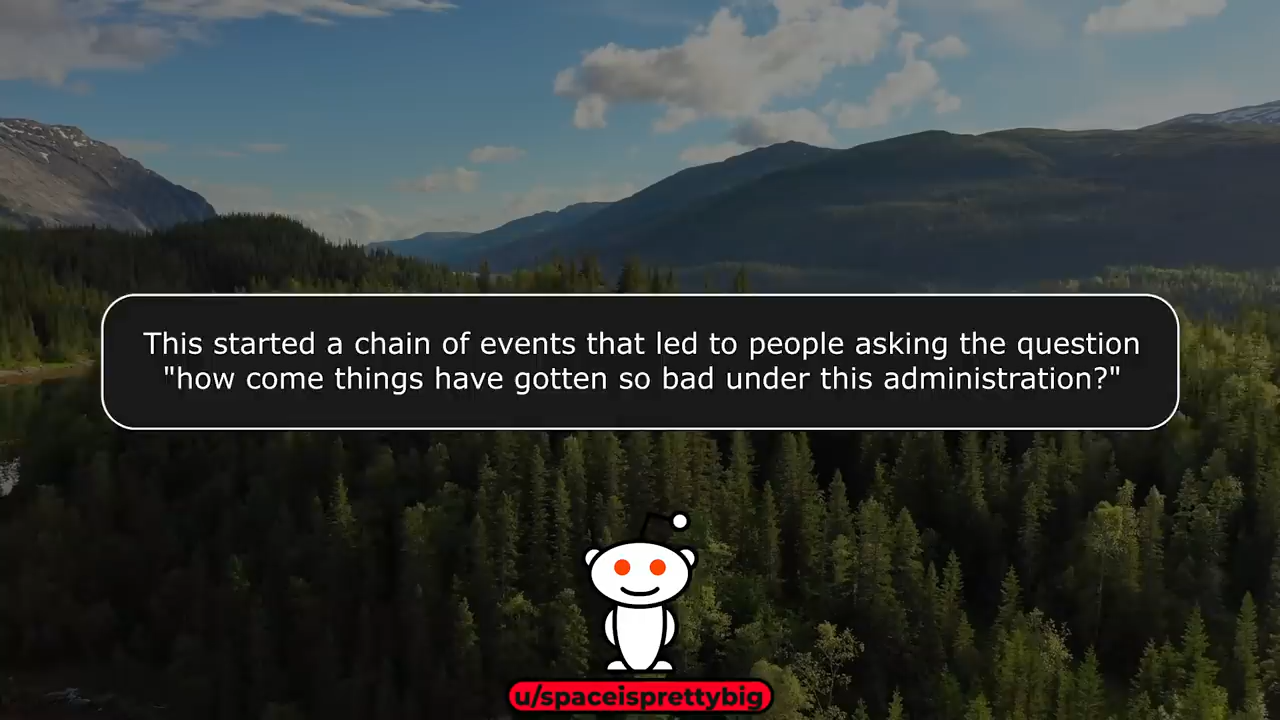 This started a chain of events that led to people asking the question
"how come things have gotten so bad under this administration?"
u/spaceisprettybig